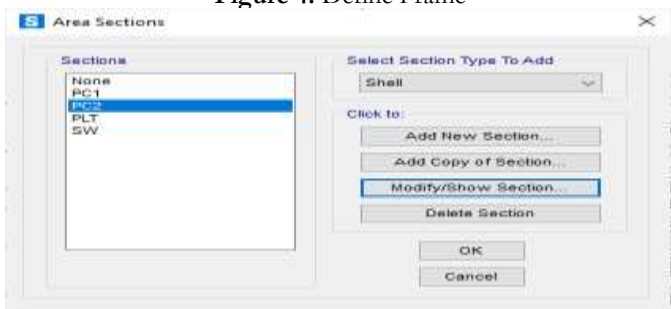 Figure 4. Define Frame
S Area Sections
Sections
None
PC1
PC2
PLT
SW
Select Section Type To Add
Shell
Click to:
Add New Section...
Add Copy of Section...
Modify/Show Section...
Delete Section
OK
Cancel